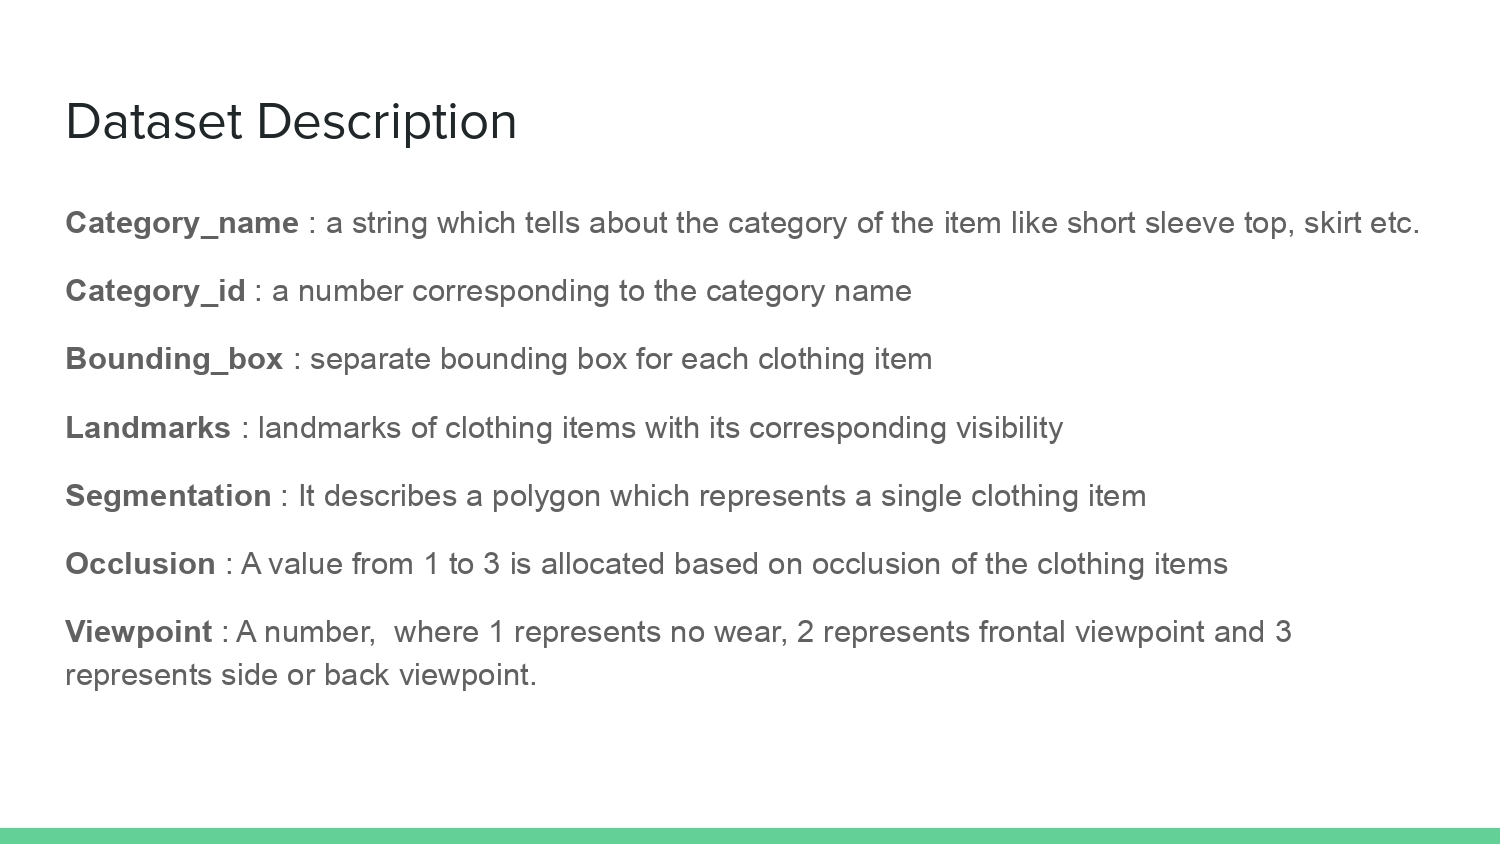 Dataset Description
Category_name : a string which tells about the category of the item like short sleeve top, skirt etc.
Category_id : a number corresponding to the category name
Bounding_box : separate bounding box for each clothing item
Landmarks : landmarks of clothing items with its corresponding visibility
Segmentation : It describes a polygon which represents a single clothing item
Occlusion : A value from 1 to 3 is allocated based on occlusion of the clothing items
Viewpoint : A number,  where 1 represents no wear, 2 represents frontal viewpoint and 3
represents side or back viewpoint.